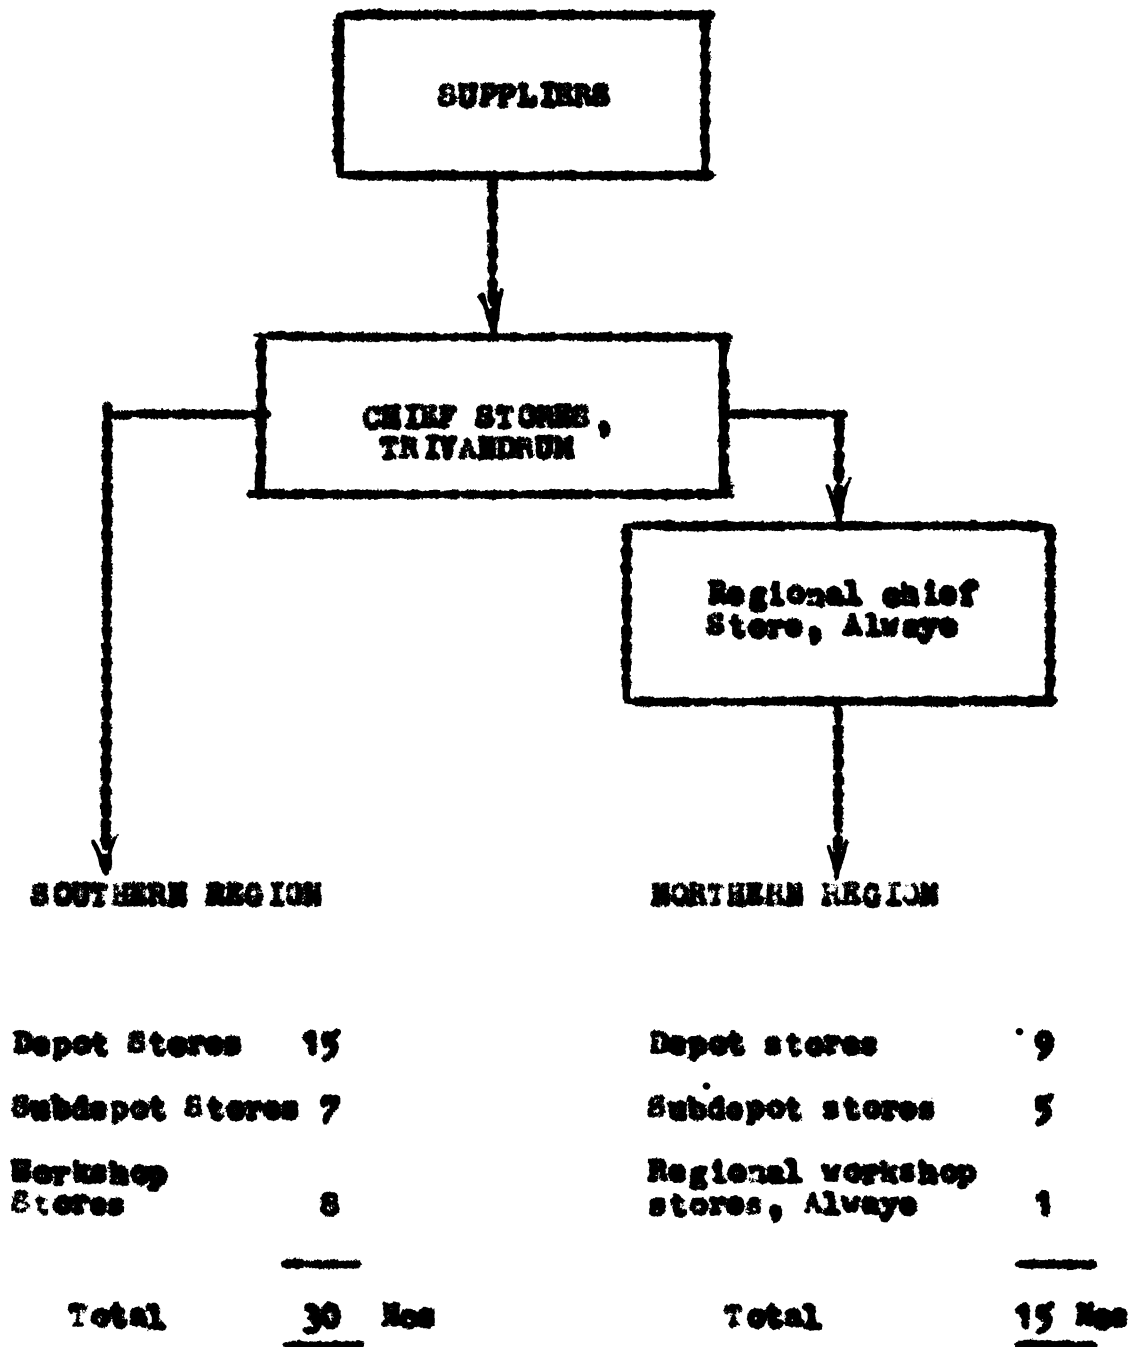 SUPPLIERS
CHIEF STORES,
TRIVANDRUM
Regional chief
Store, Alwaye
SOUTHERN REGION
Depot Stores 15
Subdepot Stores 7
Workshop
Stores 8
Total 30 Nos
NORTHERN REGION
Depot stores 9
Subdepot stores 5
Regional workshop
stores, Alwaye 1
Total 15 Nos